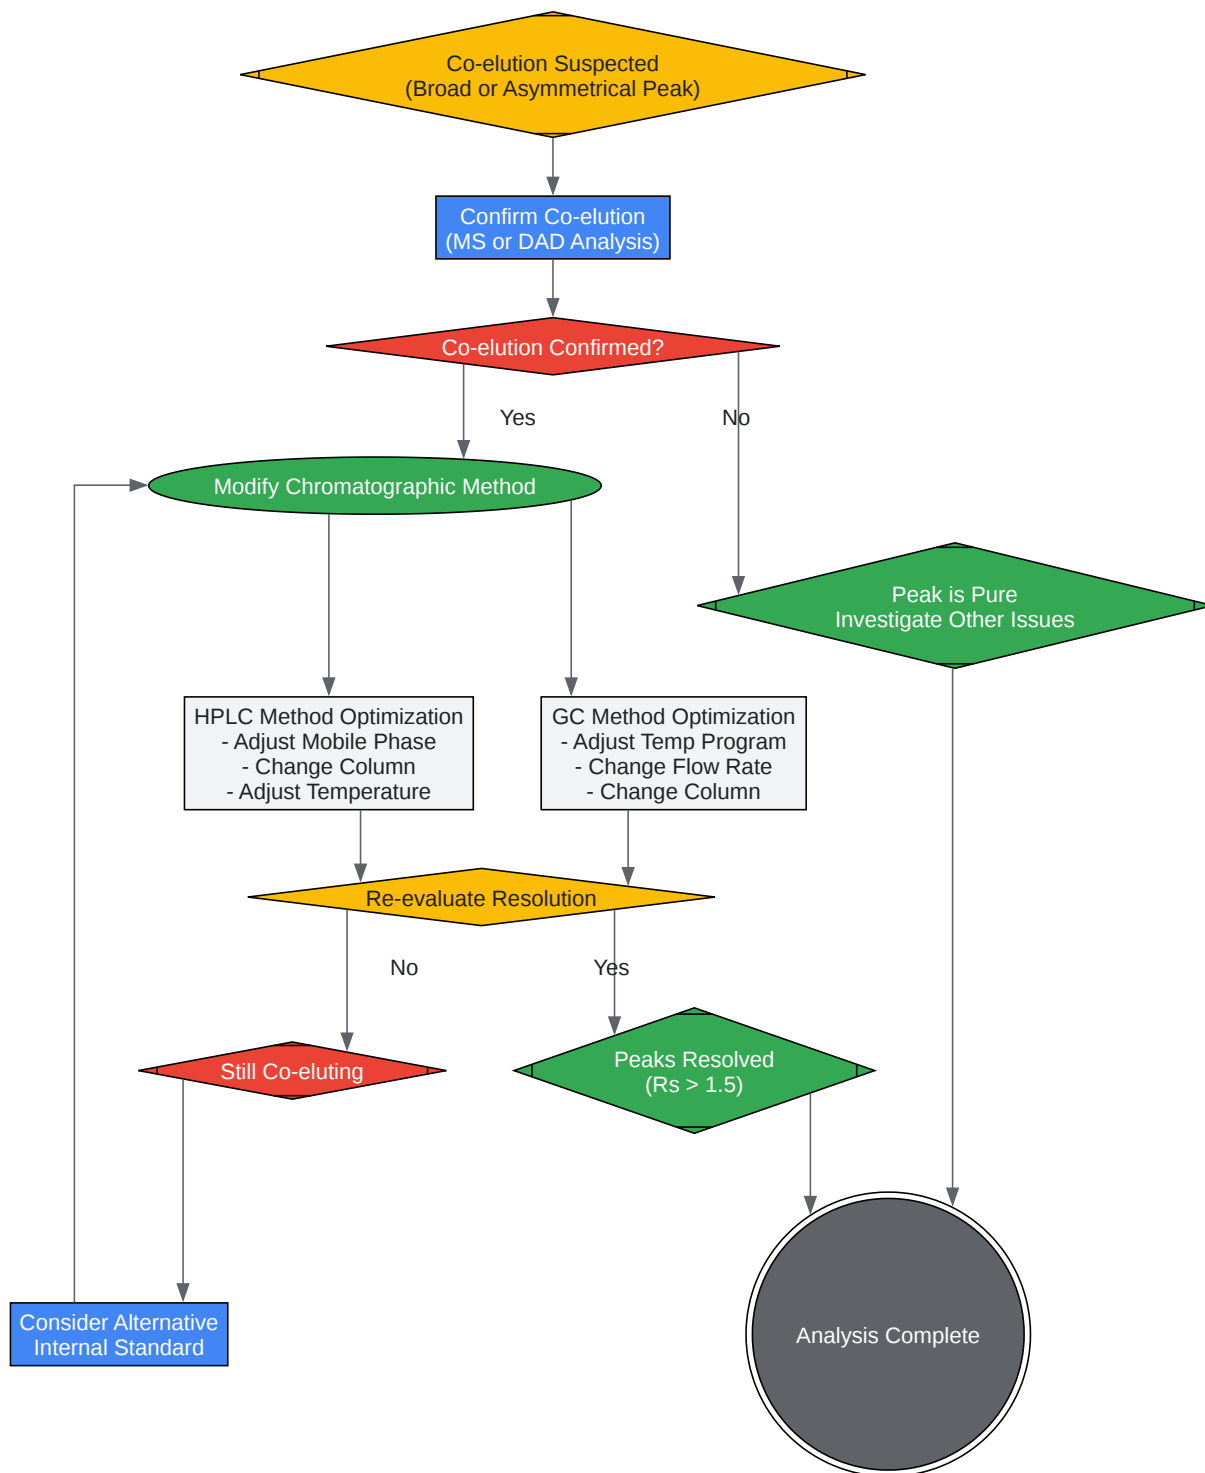 Co-elution Suspected
(Broad or Asymmetrical Peak)
Confirm Co-elution
(MS or DAD Analysis)
Co-elution Confirmed?
Yes
No
Modify Chromatographic Method
Peak is Pure
Investigate Other Issues
HPLC Method Optimization
- Adjust Mobile Phase
- Change Column
- Adjust Temperature
GC Method Optimization
- Adjust Temp Program
- Change Flow Rate
- Change Column
Re-evaluate Resolution
No
Yes
Still Co-eluting
Peaks Resolved
(Rs > 1.5)
Consider Alternative
Internal Standard
Analysis Complete